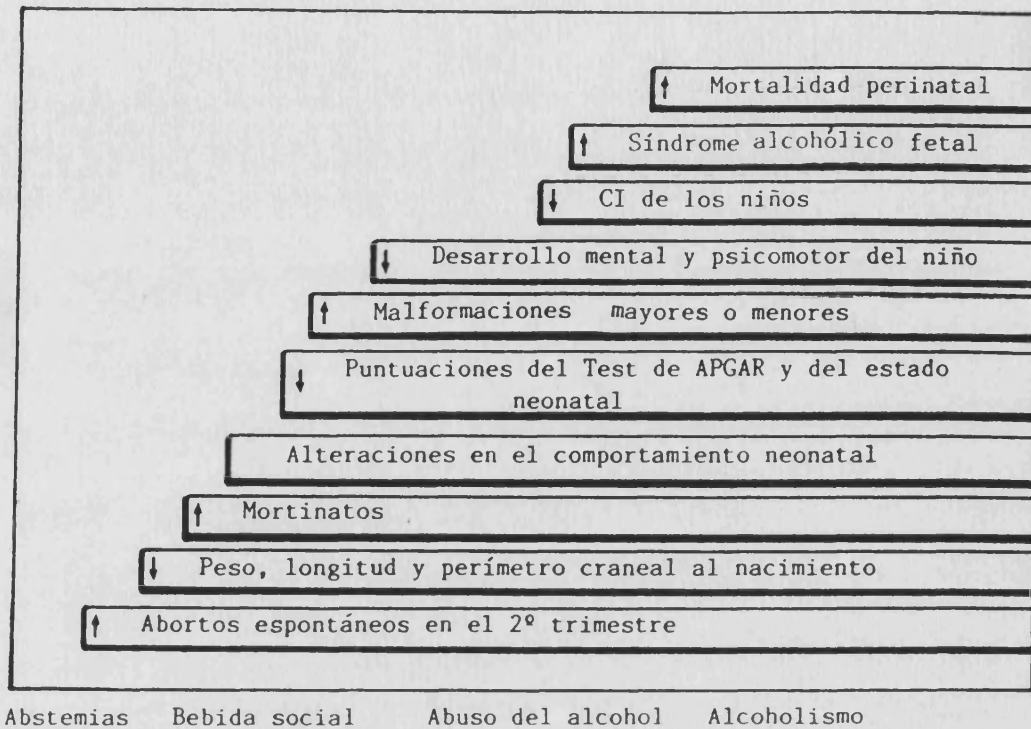 ↑ Mortalidad perinatal
↑ Síndrome alcohólico fetal
↓ CI de los niños
↓ Desarrollo mental y psicomotor del niño
↑ Malformaciones mayores o menores
↓ Puntuaciones del Test de APGAR y del estado
neonatal
Alteraciones en el comportamiento neonatal
↑ Mortinatos
↓ Peso, longitud y perímetro craneal al nacimiento
↑ Abortos espontáneos en el 2º trimestre
Abstemias Bebida social Abuso del alcohol Alcoholismo